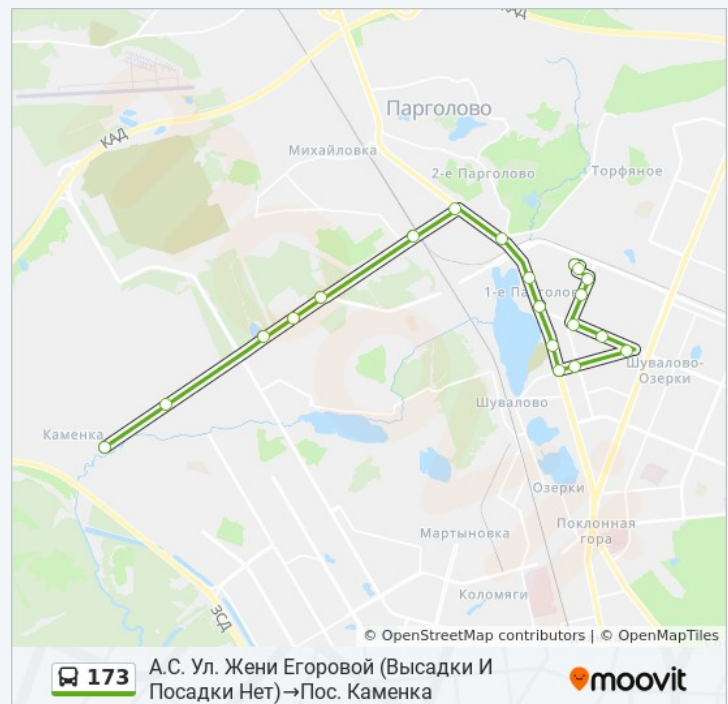 КАД
Парголово
КАД
Михайловка
2-е Парголово
Торфяное
1-е Парголово
Шувалово-
Озерки
Шувалово
Каменка
Озерки
Поклонная
гора
Мартыновка
Коломяги
ЗСД
© OpenStreetMap contributors | © OpenMapTiles
173
А.С. Ул. Жени Егоровой (Высадки И
Посадки Нет)→Пос. Каменка
moovit